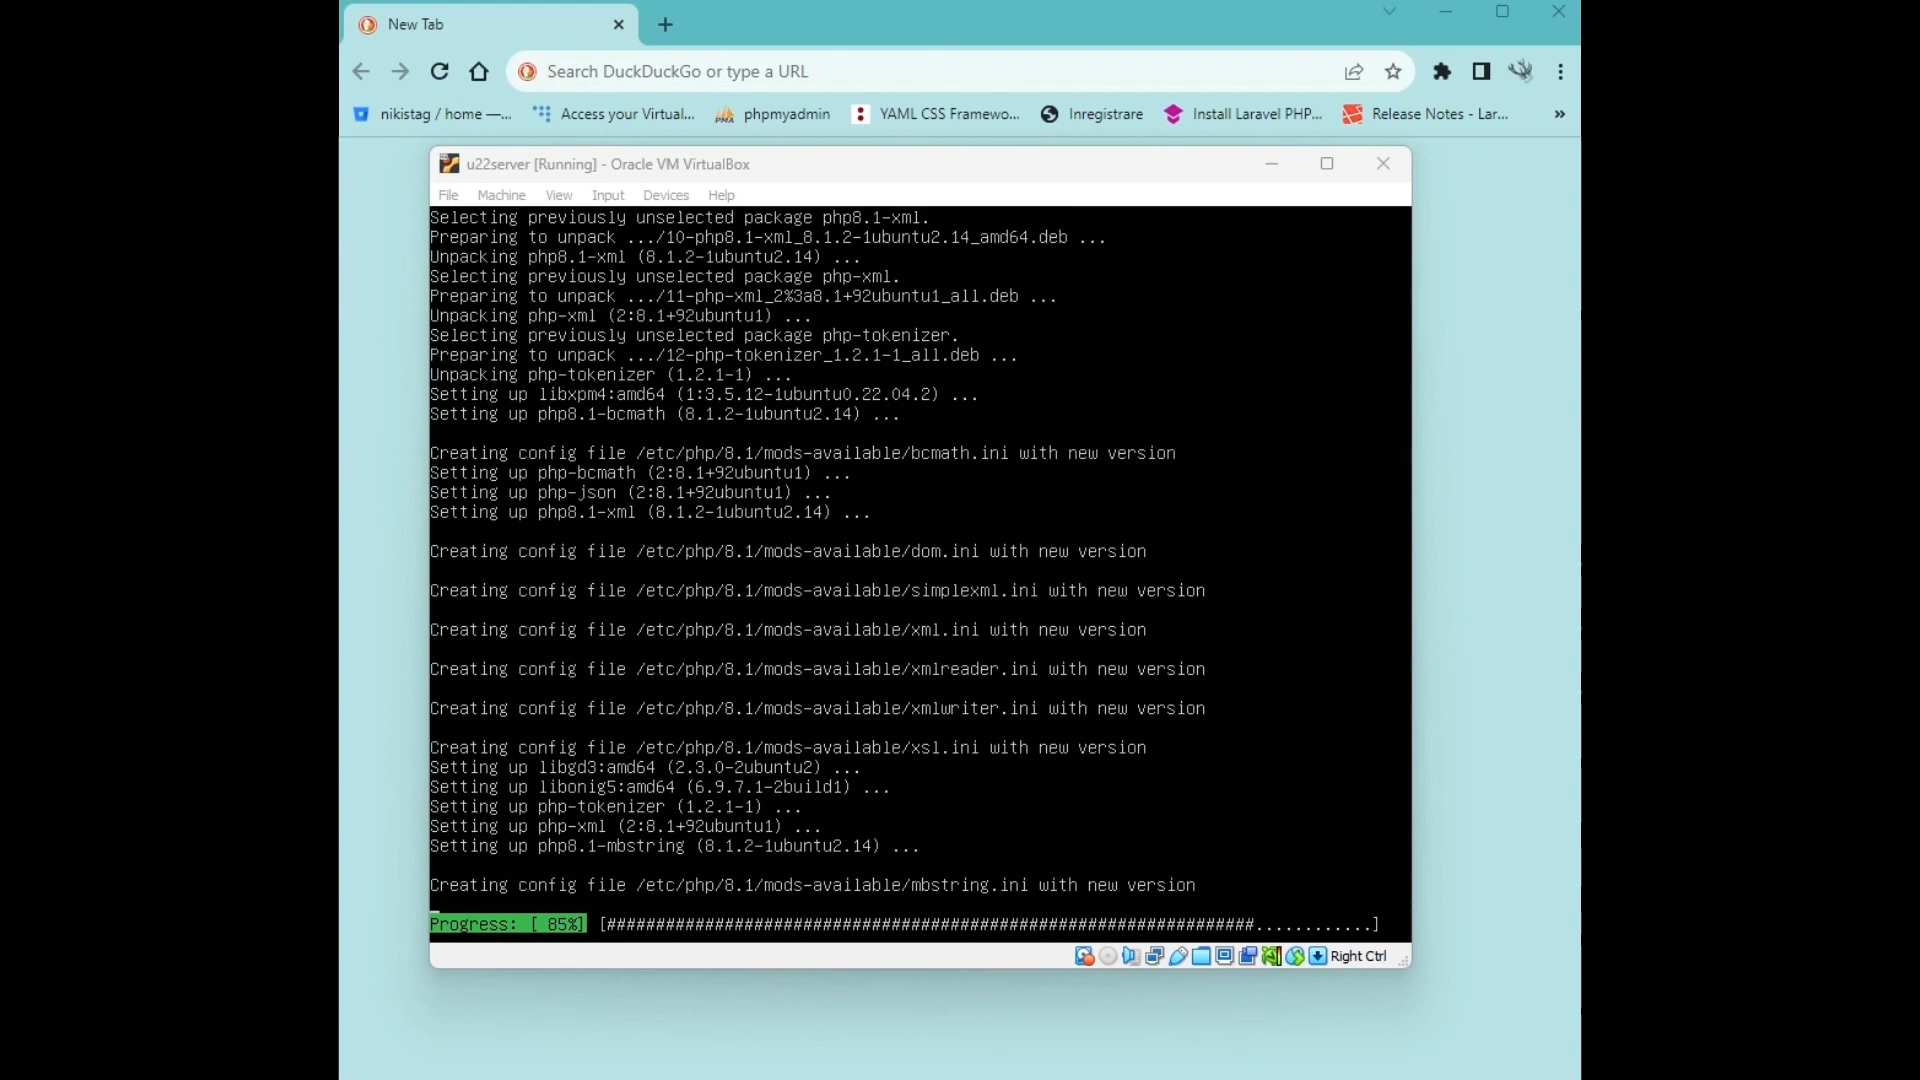 New Tab
Search DuckDuckGo or type a URL
nikistag / home —...
Access your Virtual...
phpmyadmin
YAML CSS Framewo...
Inregistrare
Install Laravel PHP...
Release Notes - Lar...
»
u22server [Running] - Oracle VM VirtualBox
File Machine View Input Devices Help
Selecting previously unselected package php8.1-xml.
Preparing to unpack .../10-php8.1-xml_8.1.2-1ubuntu2.14_amd64.deb ...
Unpacking php8.1-xml (8.1.2-1ubuntu2.14) ...
Selecting previously unselected package php-xml.
Preparing to unpack .../11-php-xml_2%3a8.1+92ubuntu1_all.deb ...
Unpacking php-xml (2:8.1+92ubuntu1) ...
Selecting previously unselected package php-tokenizer.
Preparing to unpack .../12-php-tokenizer_1.2.1-1_all.deb ...
Unpacking php-tokenizer (1.2.1-1) ...
Setting up libxpm4:amd64 (1:3.5.12-1ubuntu0.22.04.2) ...
Setting up php8.1-bcmath (8.1.2-1ubuntu2.14) ...
Creating config file /etc/php/8.1/mods-available/bcmath.ini with new version
Setting up php-bcmath (2:8.1+92ubuntu1) ...
Setting up php-json (2:8.1+92ubuntu1) ...
Setting up php8.1-xml (8.1.2-1ubuntu2.14) ...
Creating config file /etc/php/8.1/mods-available/dom.ini with new version
Creating config file /etc/php/8.1/mods-available/simplexml.ini with new version
Creating config file /etc/php/8.1/mods-available/xml.ini with new version
Creating config file /etc/php/8.1/mods-available/xmlreader.ini with new version
Creating config file /etc/php/8.1/mods-available/xmlwriter.ini with new version
Creating config file /etc/php/8.1/mods-available/xsl.ini with new version
Setting up libgd3:amd64 (2.3.0-2ubuntu2) ...
Setting up libonig5:amd64 (6.9.7.1-2build1) ...
Setting up php-tokenizer (1.2.1-1) ...
Setting up php-xml (2:8.1+92ubuntu1) ...
Setting up php8.1-mbstring (8.1.2-1ubuntu2.14) ...
Creating config file /etc/php/8.1/mods-available/mbstring.ini with new version
Progress: [ 85%] [##################################################################............]
Right Ctrl